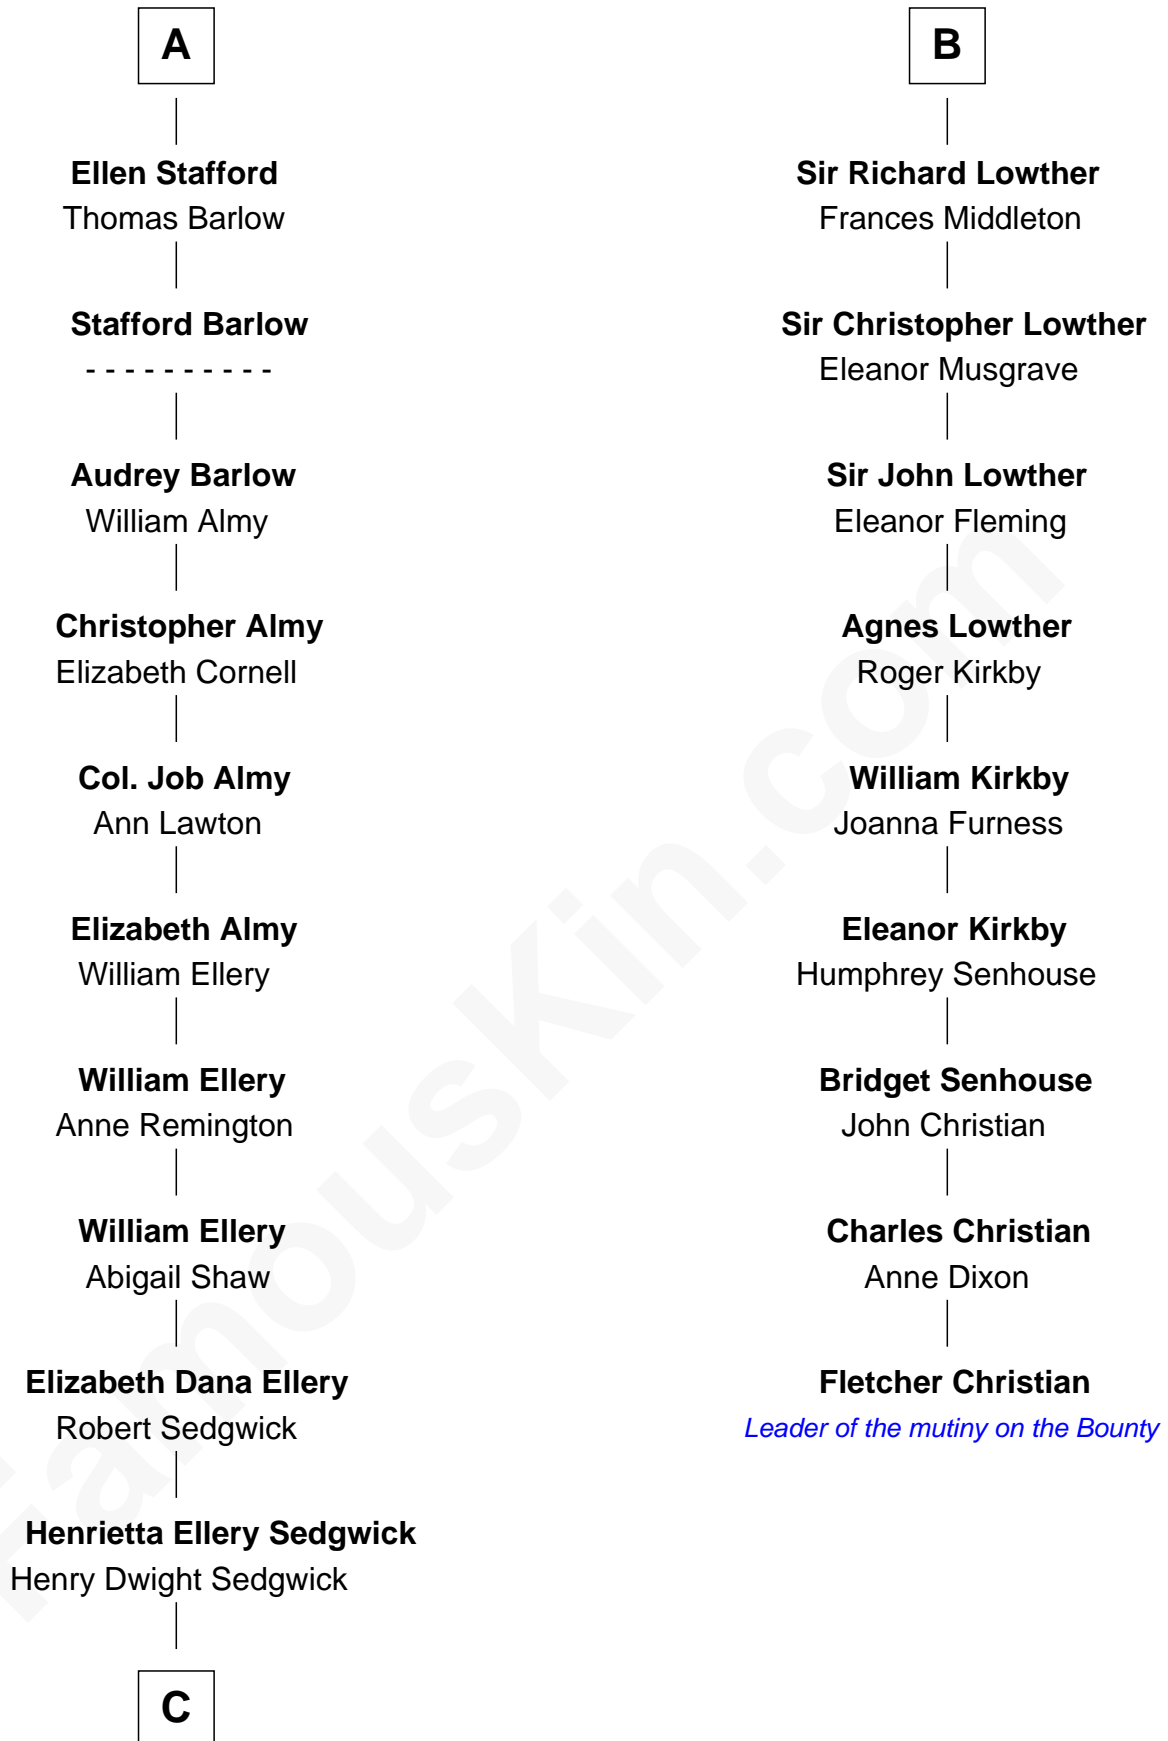 A
Ellen Stafford
Thomas Barlow
Stafford Barlow
- - - - - - - - - -
Audrey Barlow
William Almy
Christopher Almy
Elizabeth Cornell
Col. Job Almy
Ann Lawton
Elizabeth Almy
William Ellery
William Ellery
Anne Remington
William Ellery
Abigail Shaw
Elizabeth Dana Ellery
Robert Sedgwick
Henrietta Ellery Sedgwick
Henry Dwight Sedgwick
C
B
Sir Richard Lowther
Frances Middleton
Sir Christopher Lowther
Eleanor Musgrave
Sir John Lowther
Eleanor Fleming
Agnes Lowther
Roger Kirkby
William Kirkby
Joanna Furness
Eleanor Kirkby
Humphrey Senhouse
Bridget Senhouse
John Christian
Charles Christian
Anne Dixon
Fletcher Christian
Leader of the mutiny on the Bounty
FamousKin.com